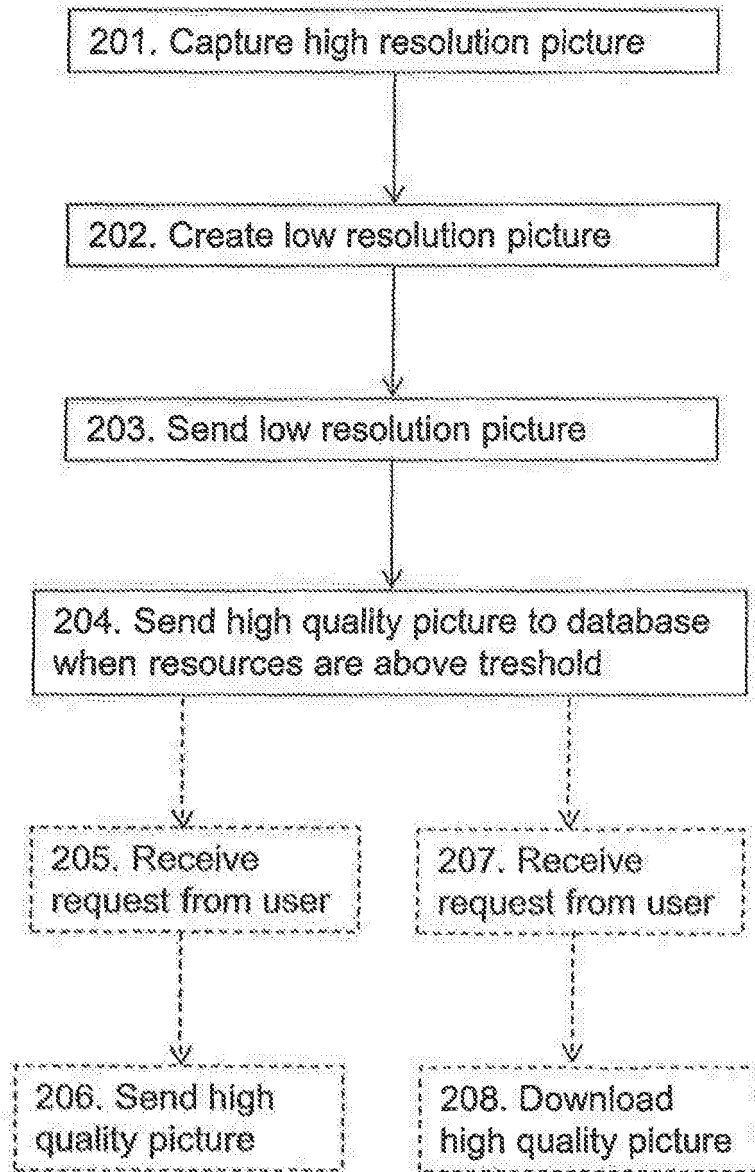 201. Capture high resolution picture
202. Create low resolution picture
203. Send low resolution picture
204. Send high quality picture to database
when resources are above treshold
205. Receive
request from user
207. Receive
request from user
206. Send high
quality picture
208. Download
high quality picture